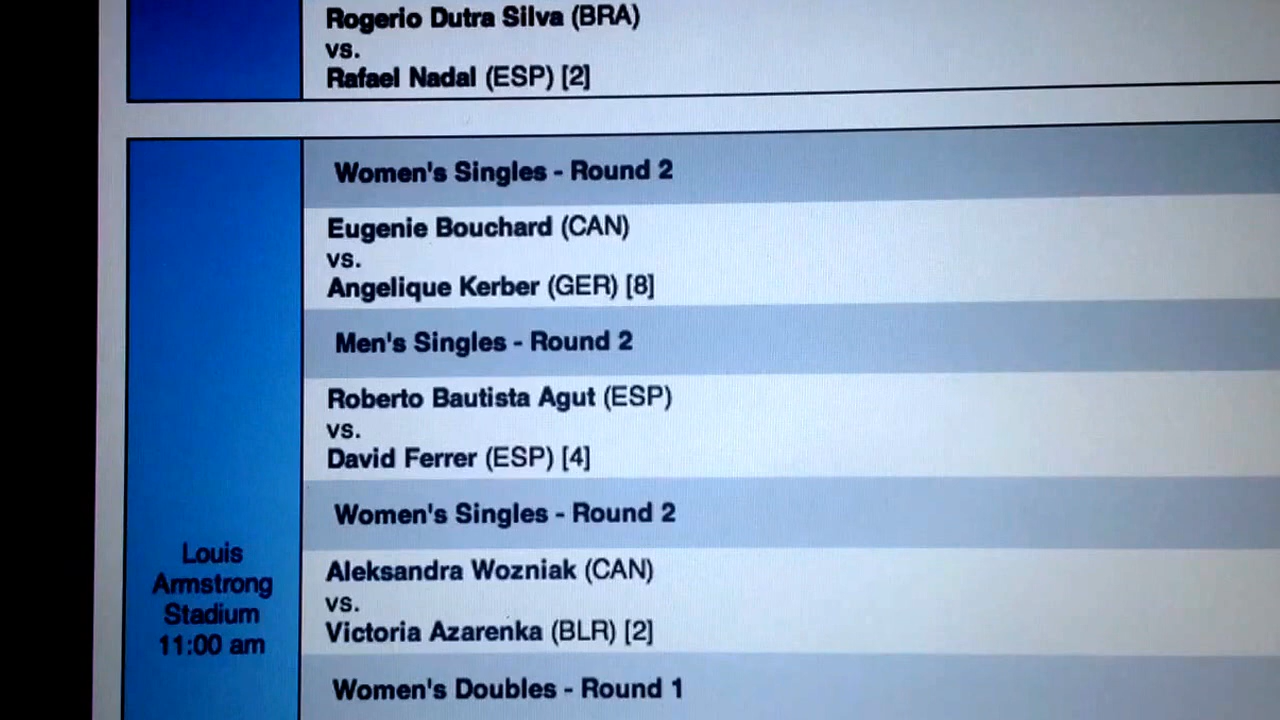 Rogerio Dutra Silva (BRA)
vs.
Rafael Nadal (ESP) [2]
Women's Singles - Round 2
Eugenie Bouchard (CAN)
vs.
Angelique Kerber (GER) [8]
Men's Singles - Round 2
Roberto Bautista Agut (ESP)
vs.
David Ferrer (ESP) [4]
Women's Singles - Round 2
Louis
Armstrong
Stadium
11:00 am
Aleksandra Wozniak (CAN)
vs.
Victoria Azarenka (BLR) [2]
Women's Doubles - Round 1